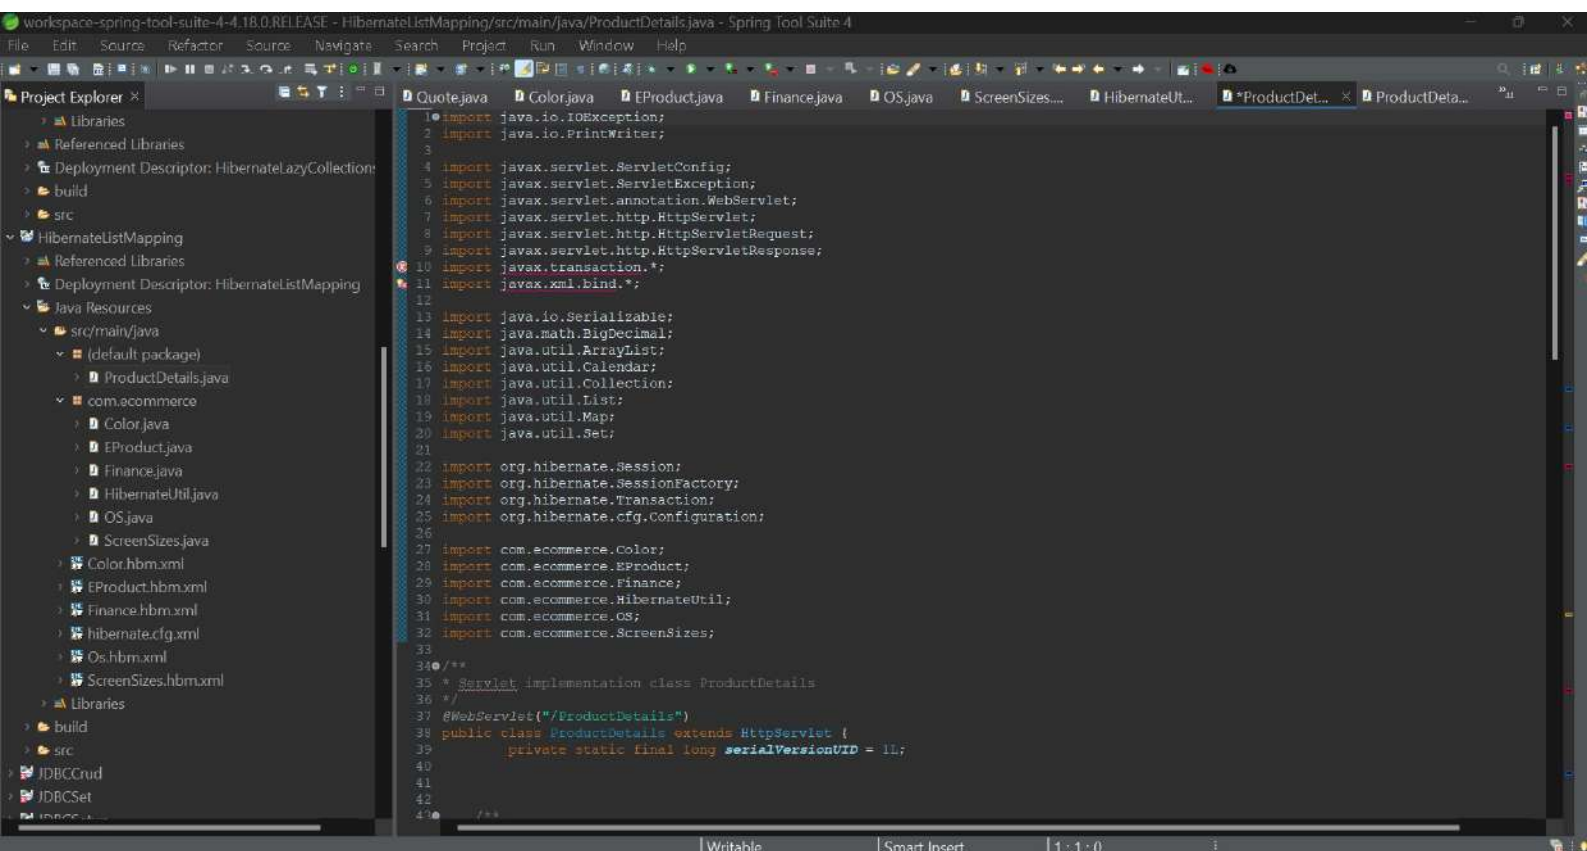 workspace-spring-tool-suite-4-4.18.0.RELEASE - HibernateListMapping/src/main/java/ProductDetails.java - Spring Tool Suite 4
File Edit Source Refactor Source Navigate Search Project Run Window Help
Project Explorer ×
Quote.java Color.java EProduct.java Finance.java OS.java ScreenSizes.... HibernateUt... *ProductDet... × ProductDeta... »11
Libraries
Referenced Libraries
Deployment Descriptor: HibernateLazyCollection
build
src
HibernateListMapping
Referenced Libraries
Deployment Descriptor: HibernateListMapping
Java Resources
src/main/java
(default package)
ProductDetails.java
com.ecommerce
Color.java
EProduct.java
Finance.java
HibernateUtil.java
OS.java
ScreenSizes.java
Color.hbm.xml
EProduct.hbm.xml
Finance.hbm.xml
hibernate.cfg.xml
Os.hbm.xml
ScreenSizes.hbm.xml
Libraries
build
src
JDBCCrud
JDBCSet
1 import java.io.IOException;
2 import java.io.PrintWriter;
3
4 import javax.servlet.ServletConfig;
5 import javax.servlet.ServletException;
6 import javax.servlet.annotation.WebServlet;
7 import javax.servlet.http.HttpServlet;
8 import javax.servlet.http.HttpServletRequest;
9 import javax.servlet.http.HttpServletResponse;
10 import javax.transaction.*;
11 import javax.xml.bind.*;
12
13 import java.io.Serializable;
14 import java.math.BigDecimal;
15 import java.util.ArrayList;
16 import java.util.Calendar;
17 import java.util.Collection;
18 import java.util.List;
19 import java.util.Map;
20 import java.util.Set;
21
22 import org.hibernate.Session;
23 import org.hibernate.SessionFactory;
24 import org.hibernate.Transaction;
25 import org.hibernate.cfg.Configuration;
26
27 import com.ecommerce.Color;
28 import com.ecommerce.EProduct;
29 import com.ecommerce.Finance;
30 import com.ecommerce.HibernateUtil;
31 import com.ecommerce.OS;
32 import com.ecommerce.ScreenSizes;
33
34 /**
35 * Servlet implementation class ProductDetails
36 */
37 @WebServlet("/ProductDetails")
38 public class ProductDetails extends HttpServlet {
39 private static final long serialVersionUID = 1L;
40
41
42
43 /**
Writable Smart Insert 1 : 1 : 0